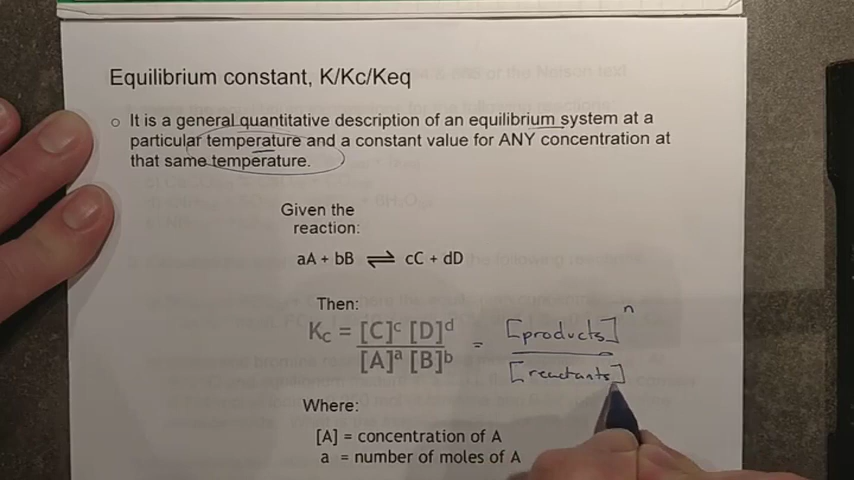 Equilibrium constant, K/Kc/Keq
○ It is a general quantitative description of an equilibrium system at a
particular temperature and a constant value for ANY concentration at
that same temperature.
Given the
reaction:
aA + bB ⇌ cC + dD
Then:
Kc = [C]ᶜ [D]ᵈ / [A]ᵃ [B]ᵇ = [products]ⁿ / [reactants]
Where:
[A] = concentration of A
a = number of moles of A